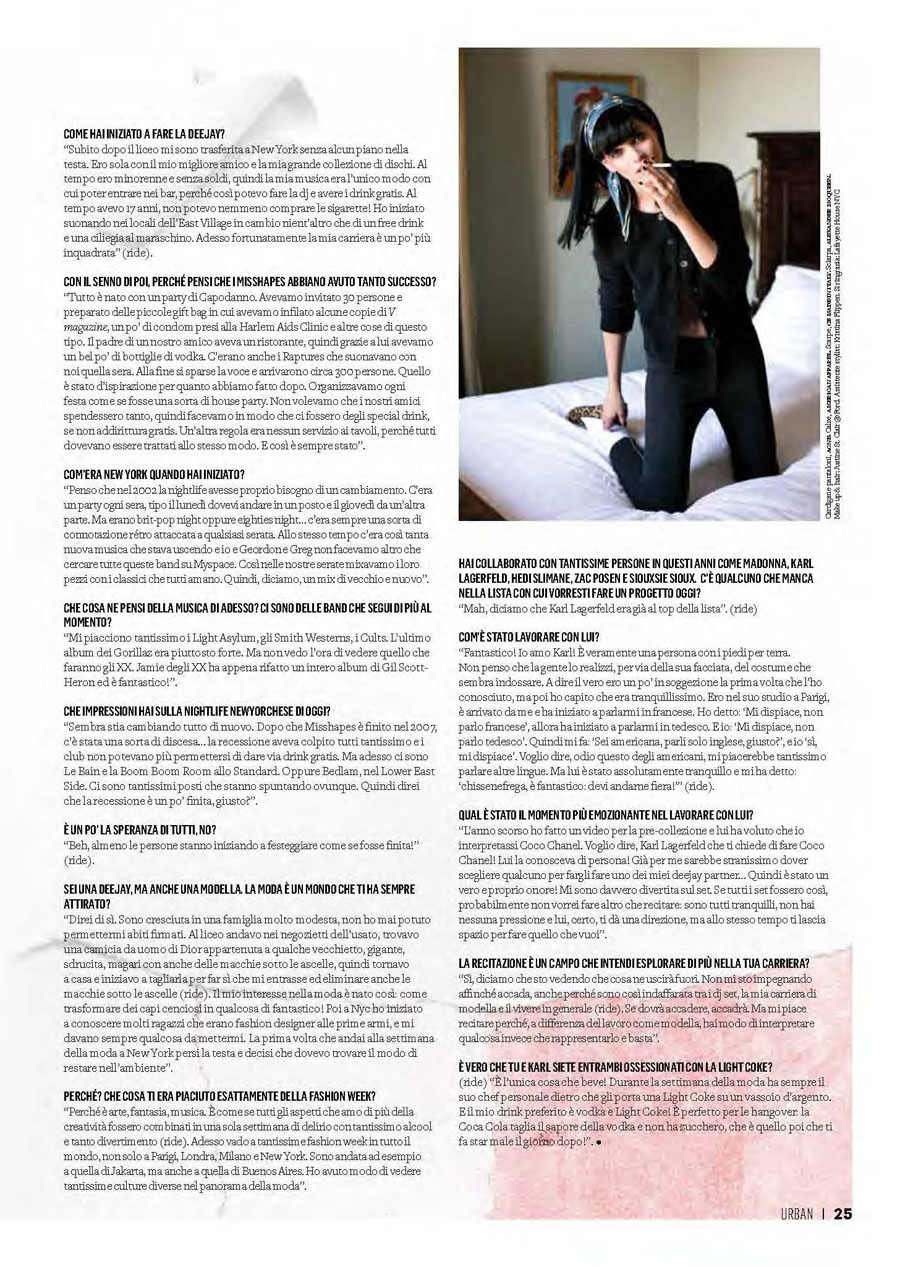 COME HAI INIZIATO A FARE LA DEEJAY?
“Subito dopo il liceo mi sono trasferita a New York senza alcun piano nella
testa. Ero sola con il mio migliore amico e la mia grande collezione di dischi. Al
tempo ero minorenne e senza soldi, quindi la mia musica era l'unico modo con
cui poter entrare nei bar, perché così potevo fare la dj e avere i drink gratis. Al
tempo avevo 17 anni, non potevo nemmeno comprare le sigarette! Ho iniziato
suonando nei locali dell'East Village in cambio nient'altro che di un free drink
e una ciliegia al maraschino. Adesso fortunatamente la mia carriera è un po' più
inquadrata” (ride).
CON IL SENNO DI POI, PERCHÉ PENSI CHE I MISSHAPES ABBIANO AVUTO TANTO SUCCESSO?
“Tutto è nato con un party di Capodanno. Avevamo invitato 30 persone e
preparato delle piccole gift bag in cui avevamo infilato alcune copie di V
magazine, un po' di condom presi alla Harlem Aids Clinic e altre cose di questo
tipo. Il padre di un nostro amico aveva un ristorante, quindi grazie a lui avevamo
un bel po' di bottiglie di vodka. C'erano anche i Raptures che suonavano con
noi quella sera. Alla fine si sparse la voce e arrivarono circa 300 persone. Quello
è stato d'ispirazione per quanto abbiamo fatto dopo. Organizzavamo ogni
festa come se fosse una sorta di house party. Non volevamo che i nostri amici
spendessero tanto, quindi facevamo in modo che ci fossero degli special drink,
se non addirittura gratis. Un'altra regola era nessun servizio ai tavoli, perché tutti
dovevano essere trattati allo stesso modo. E così è sempre stato”.
COM'ERA NEW YORK QUANDO HAI INIZIATO?
“Penso che nel 2002 la nightlife avesse proprio bisogno di un cambiamento. C'era
un party ogni sera, tipo il lunedì dovevi andare in un posto e il giovedì da un'altra
parte. Ma erano brit-pop night oppure eighties night... c'era sempre una sorta di
connotazione rétro attaccata a qualsiasi serata. Allo stesso tempo c'era così tanta
nuova musica che stava uscendo e io e Geordon e Greg non facevamo altro che
cercare tutte queste band su Myspace. Così nelle nostre serate mixavamo i loro
pezzi con i classici che tutti amano. Quindi, diciamo, un mix di vecchio e nuovo”.
CHE COSA NE PENSI DELLA MUSICA DI ADESSO? CI SONO DELLE BAND CHE SEGUI DI PIÙ AL
MOMENTO?
“Mi piacciono tantissimo i Light Asylum, gli Smith Westerns, i Cults. L'ultimo
album dei Gorillaz era piuttosto forte. Ma non vedo l'ora di vedere quello che
faranno gli XX. Jamie degli XX ha appena rifatto un intero album di Gil Scott-
Heron ed è fantastico!”.
CHE IMPRESSIONI HAI SULLA NIGHTLIFE NEWYORCHESE DI OGGI?
“Sembra stia cambiando tutto di nuovo. Dopo che Misshapes è finito nel 2007,
c'è stata una sorta di discesa... la recessione aveva colpito tutti tantissimo e i
club non potevano più permettersi di dare via drink gratis. Ma adesso ci sono
Le Bain e la Boom Boom Room allo Standard. Oppure Bedlam, nel Lower East
Side. Ci sono tantissimi posti che stanno spuntando ovunque. Quindi direi
che la recessione è un po' finita, giusto?”.
È UN PO' LA SPERANZA DI TUTTI, NO?
“Beh, almeno le persone stanno iniziando a festeggiare come se fosse finita!”
(ride).
SEI UNA DEEJAY, MA ANCHE UNA MODELLA. LA MODA È UN MONDO CHE TI HA SEMPRE
ATTIRATO?
“Direi di sì. Sono cresciuta in una famiglia molto modesta, non ho mai potuto
permettermi abiti firmati. Al liceo andavo nei negozietti dell'usato, trovavo
una camicia da uomo di Dior appartenuta a qualche vecchietto, gigante,
sdrucita, magari con anche delle macchie sotto le ascelle, quindi tornavo
a casa e iniziavo a tagliarla per far sì che mi entrasse ed eliminare anche le
macchie sotto le ascelle (ride). Il mio interesse nella moda è nato così: come
trasformare dei capi cenciosi in qualcosa di fantastico! Poi a Nyc ho iniziato
a conoscere molti ragazzi che erano fashion designer alle prime armi, e mi
davano sempre qualcosa da mettermi. La prima volta che andai alla settimana
della moda a New York persi la testa e decisi che dovevo trovare il modo di
restare nell'ambiente”.
PERCHÉ? CHE COSA TI ERA PIACIUTO ESATTAMENTE DELLA FASHION WEEK?
“Perché è arte, fantasia, musica. È come se tutti gli aspetti che amo di più della
creatività fossero combinati in una sola settimana di delirio con tantissimo alcool
e tanto divertimento (ride). Adesso vado a tantissime fashion week in tutto il
mondo, non solo a Parigi, Londra, Milano e New York. Sono andata ad esempio
a quella di Jakarta, ma anche a quella di Buenos Aires. Ho avuto modo di vedere
tantissime culture diverse nel panorama della moda”.
Cardigan e pantaloni, ACNE. Calze, AMERICAN APPAREL. Scarpe, CB MADE IN ITALY. Sciarpa, ALEXANDER MCQUEEN.
Make up & hair: Justine St. Clair @ Ford. Assistente stylist: Kristina Flippen. Si ringrazia: Lafayette House NYC
HAI COLLABORATO CON TANTISSIME PERSONE IN QUESTI ANNI COME MADONNA, KARL
LAGERFELD, HEDI SLIMANE, ZAC POSEN E SIOUXSIE SIOUX. C'È QUALCUNO CHE MANCA
NELLA LISTA CON CUI VORRESTI FARE UN PROGETTO OGGI?
“Mah, diciamo che Karl Lagerfeld era già al top della lista”. (ride)
COM'È STATO LAVORARE CON LUI?
“Fantastico! Io amo Karl! È veramente una persona con i piedi per terra.
Non penso che la gente lo realizzi, per via della sua facciata, del costume che
sembra indossare. A dire il vero ero un po' in soggezione la prima volta che l'ho
conosciuto, ma poi ho capito che era tranquillissimo. Ero nel suo studio a Parigi,
è arrivato da me e ha iniziato a parlarmi in francese. Ho detto: ‘Mi dispiace, non
parlo francese’, allora ha iniziato a parlarmi in tedesco. E io: ‘Mi dispiace, non
parlo tedesco’. Quindi mi fa: ‘Sei americana, parli solo inglese, giusto?’, e io ‘sì,
mi dispiace’. Voglio dire, odio questo degli americani, mi piacerebbe tantissimo
parlare altre lingue. Ma lui è stato assolutamente tranquillo e mi ha detto:
‘chissenefrega, è fantastico: devi andarne fiera!’” (ride).
QUAL È STATO IL MOMENTO PIÙ EMOZIONANTE NEL LAVORARE CON LUI?
“L'anno scorso ho fatto un video per la pre-collezione e lui ha voluto che io
interpretassi Coco Chanel. Voglio dire, Karl Lagerfeld che ti chiede di fare Coco
Chanel! Lui la conosceva di persona! Già per me sarebbe stranissimo dover
scegliere qualcuno per fargli fare uno dei miei deejay partner... Quindi è stato un
vero e proprio onore! Mi sono davvero divertita sul set. Se tutti i set fossero così,
probabilmente non vorrei fare altro che recitare: sono tutti tranquilli, non hai
nessuna pressione e lui, certo, ti dà una direzione, ma allo stesso tempo ti lascia
spazio per fare quello che vuoi”.
LA RECITAZIONE È UN CAMPO CHE INTENDI ESPLORARE DI PIÙ NELLA TUA CARRIERA?
“Sì, diciamo che sto vedendo che cosa ne uscirà fuori. Non mi sto impegnando
affinché accada, anche perché sono così indaffarata tra i dj set, la mia carriera di
modella e il vivere in generale (ride). Se dovrà accadere, accadrà. Ma mi piace
recitare perché, a differenza del lavoro come modella, hai modo di interpretare
qualcosa invece che rappresentarlo e basta”.
È VERO CHE TU E KARL SIETE ENTRAMBI OSSESSIONATI CON LA LIGHT COKE?
(ride) “È l'unica cosa che beve! Durante la settimana della moda ha sempre il
suo chef personale dietro che gli porta una Light Coke su un vassoio d'argento.
E il mio drink preferito è vodka e Light Coke! È perfetto per le hangover: la
Coca Cola taglia il sapore della vodka e non ha zucchero, che è quello poi che ti
fa star male il giorno dopo!”. ●
URBAN | 25